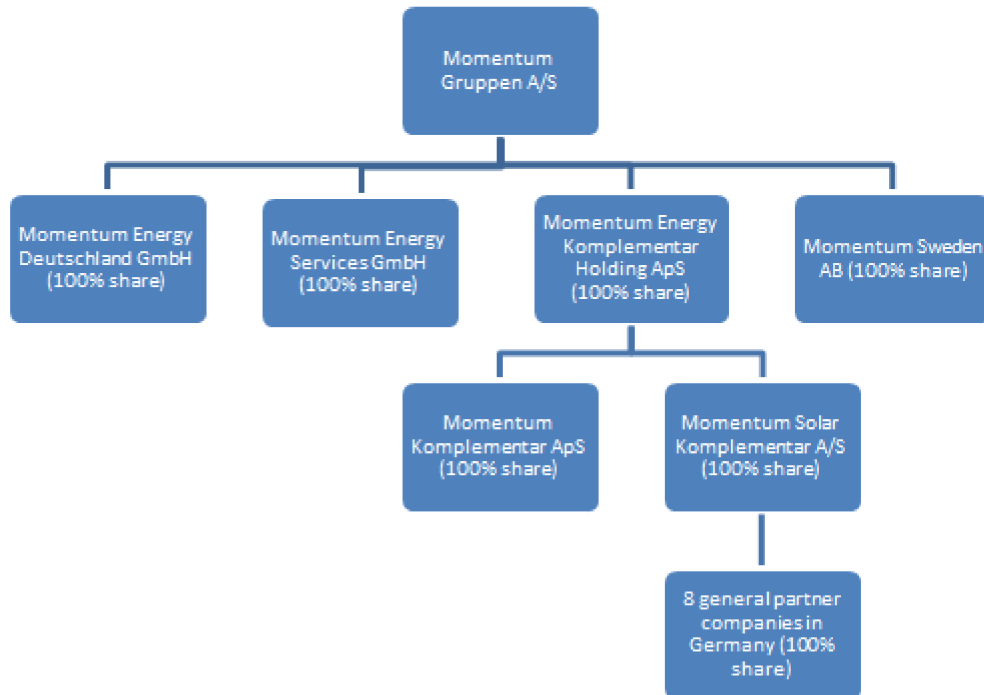 Momentum
Gruppen A/S
Momentum Energy
Deutschland GmbH
(100% share)
Momentum Energy
Services GmbH
(100% share)
Momentum Energy
Komplementar
Holding ApS
(100% share)
Momentum Sweden
AB (100% share)
Momentum
Komplementar ApS
(100% share)
Momentum Solar
Komplementar A/S
(100% share)
8 general partner
companies in
Germany (100%
share)